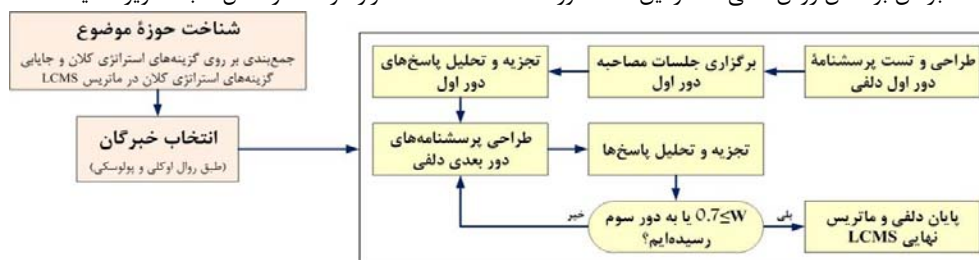 شناخت حوزهٔ موضوع
جمع‌بندی بر روی گزینه‌های استراتژی کلان و جایابی
گزینه‌های استراتژی کلان در ماتریس LCMS
انتخاب خبرگان
(طبق روال اوکلی و پولوسکی)
طراحی و تست پرسشنامهٔ
دور اول دلفی
برگزاری جلسات مصاحبه
دور اول
تجزیه و تحلیل پاسخ‌های
دور اول
طراحی پرسشنامه‌های
دور بعدی دلفی
تجزیه و تحلیل پاسخ‌ها
0.7≤W یا به دور سوم
رسیده‌ایم؟
خیر
بلی
پایان دلفی و ماتریس
نهایی LCMS